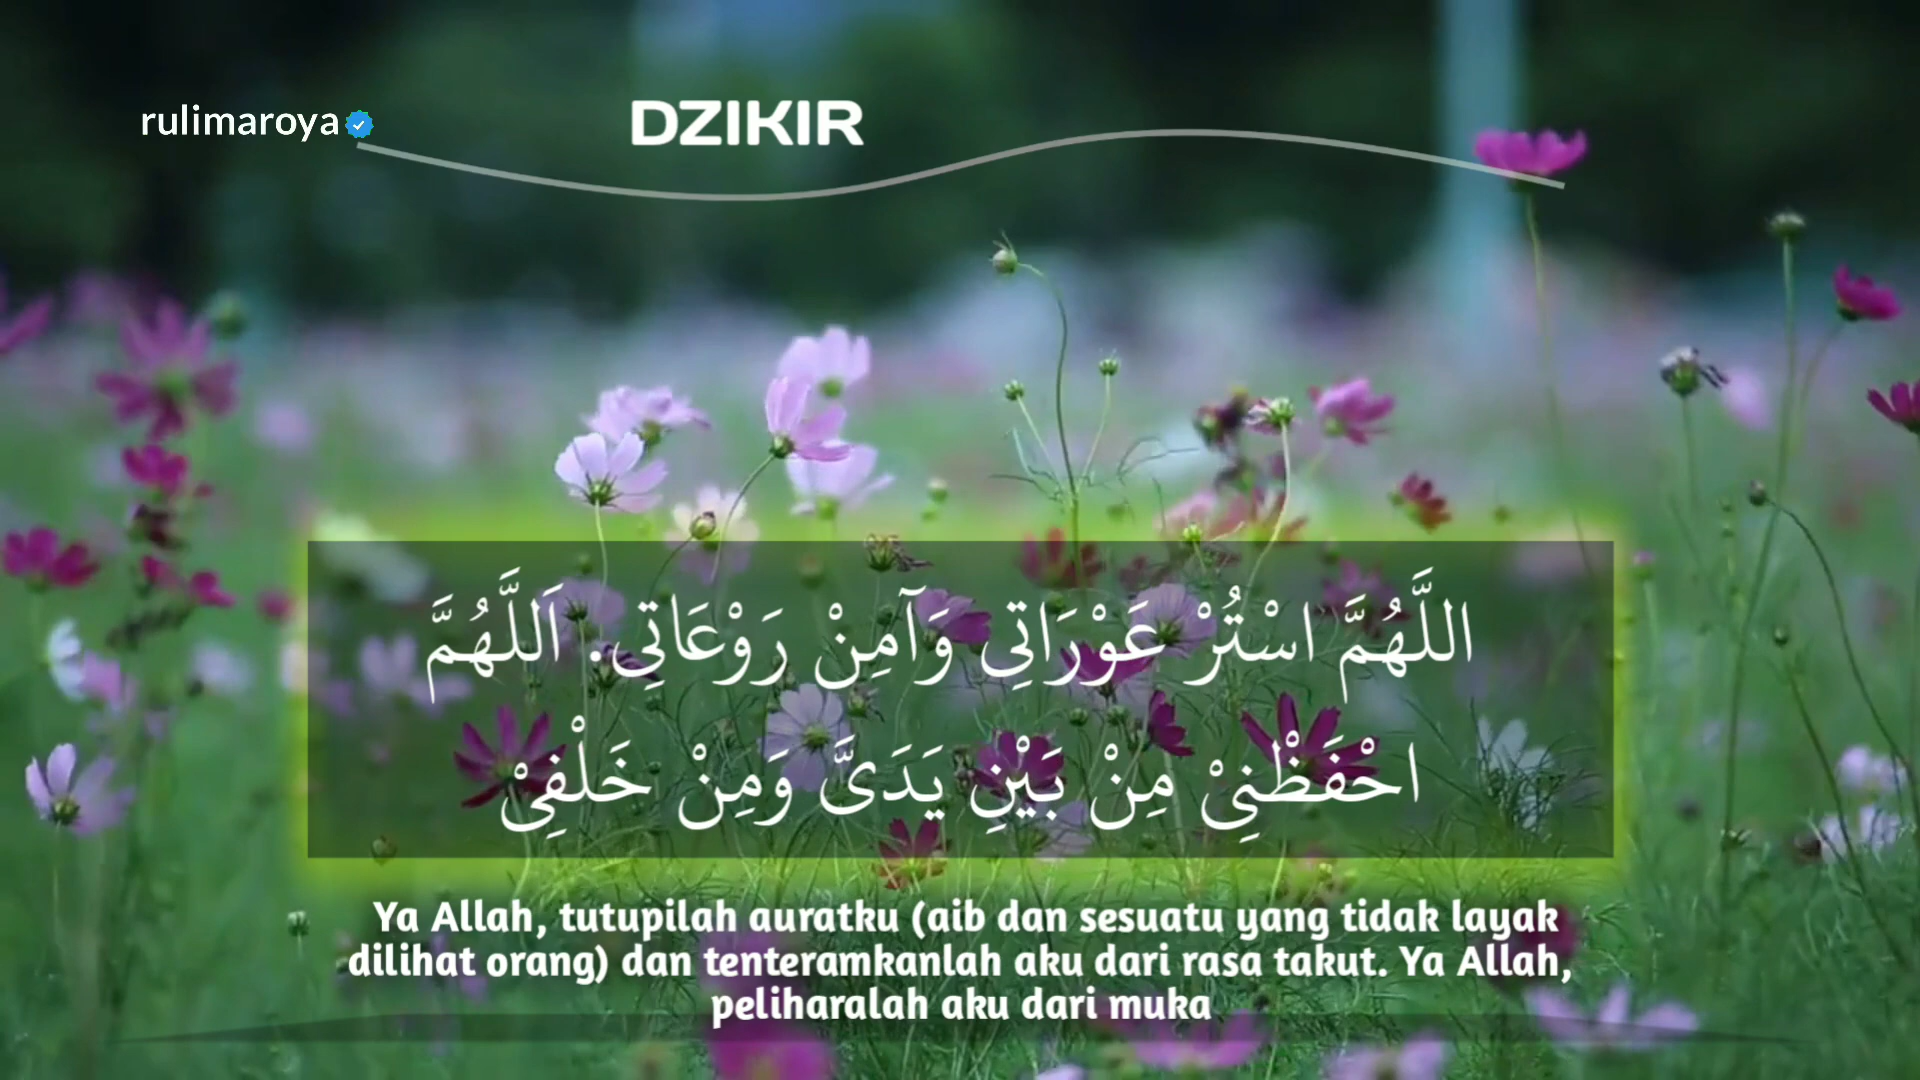 rulimaroya
DZIKIR
اللَّهُمَّ اسْتُرْ عَوْرَاتِى وَآمِنْ رَوْعَاتِى. اَللَّهُمَّ
احْفَظْنِىْ مِنْ بَيْنِ يَدَىَّ وَمِنْ خَلْفِىْ
Ya Allah, tutupilah auratku (aib dan sesuatu yang tidak layak
dilihat orang) dan tenteramkanlah aku dari rasa takut. Ya Allah,
peliharalah aku dari muka